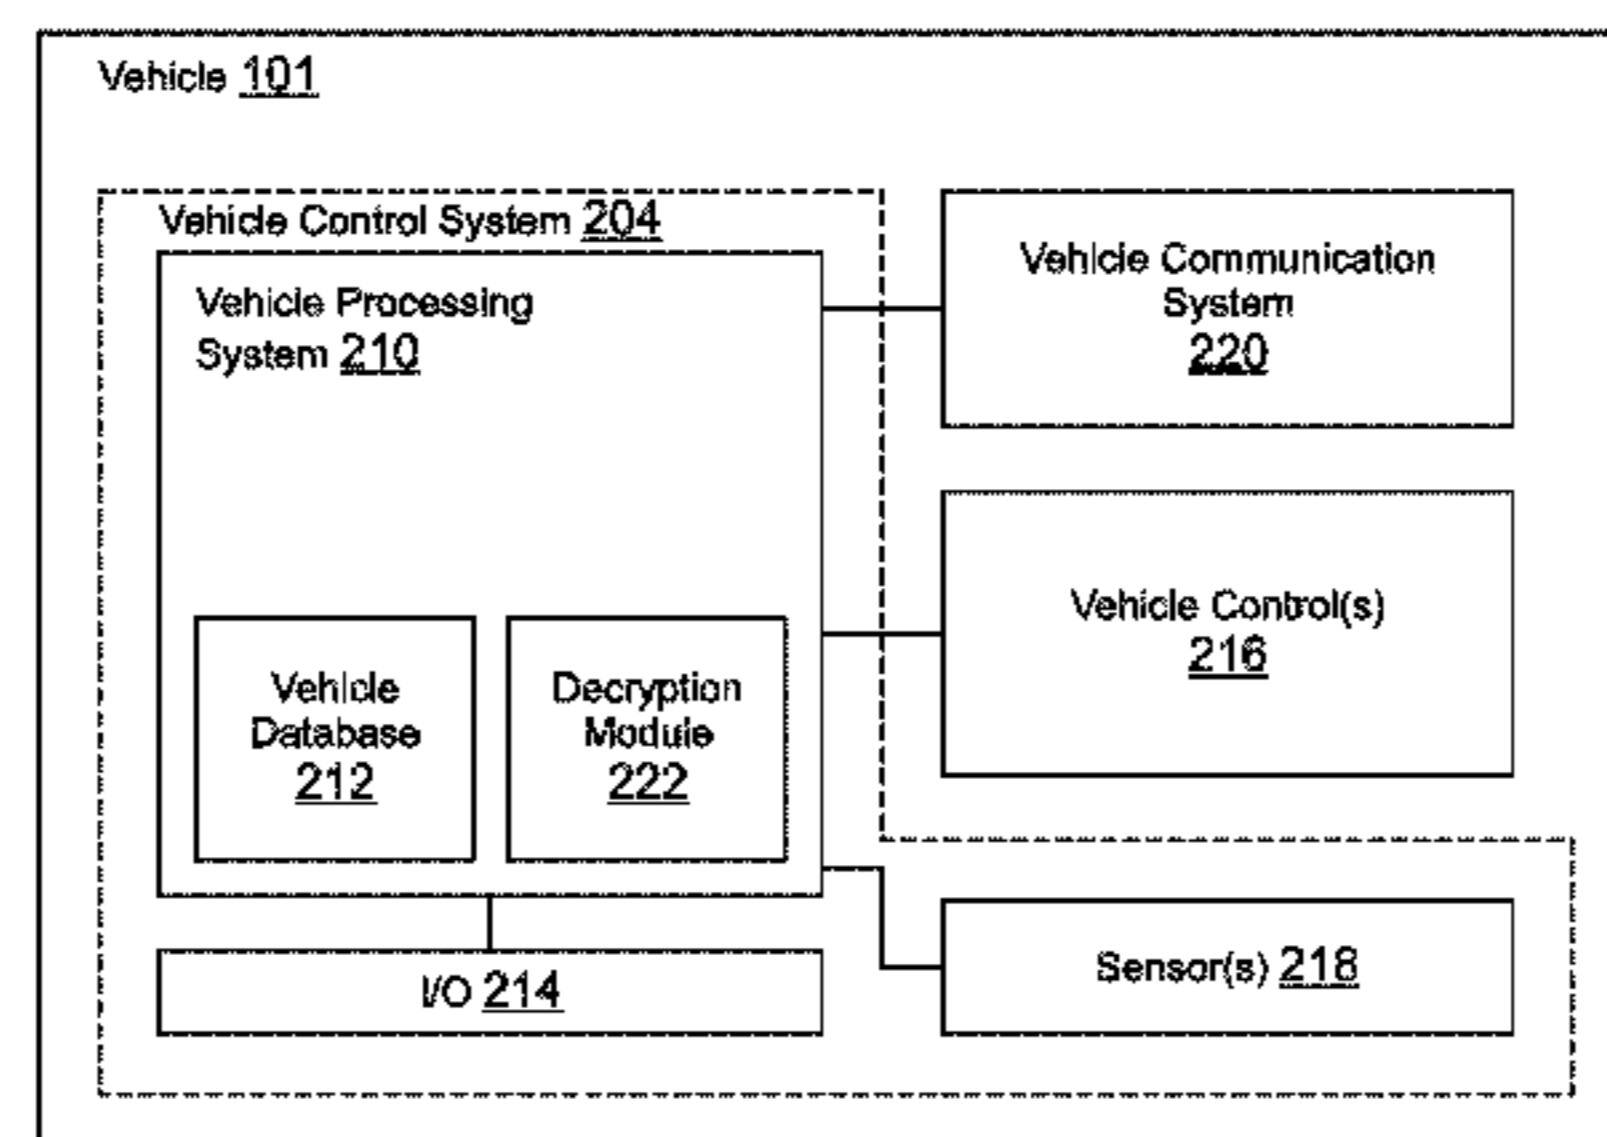 Vehicle 101
Vehicle Control System 204
Vehicle Processing
System 210
Vehicle Communication
System
220
Vehicle Control(s)
216
Vehicle
Database
212
Decryption
Module
222
I/O 214
Sensor(s) 218